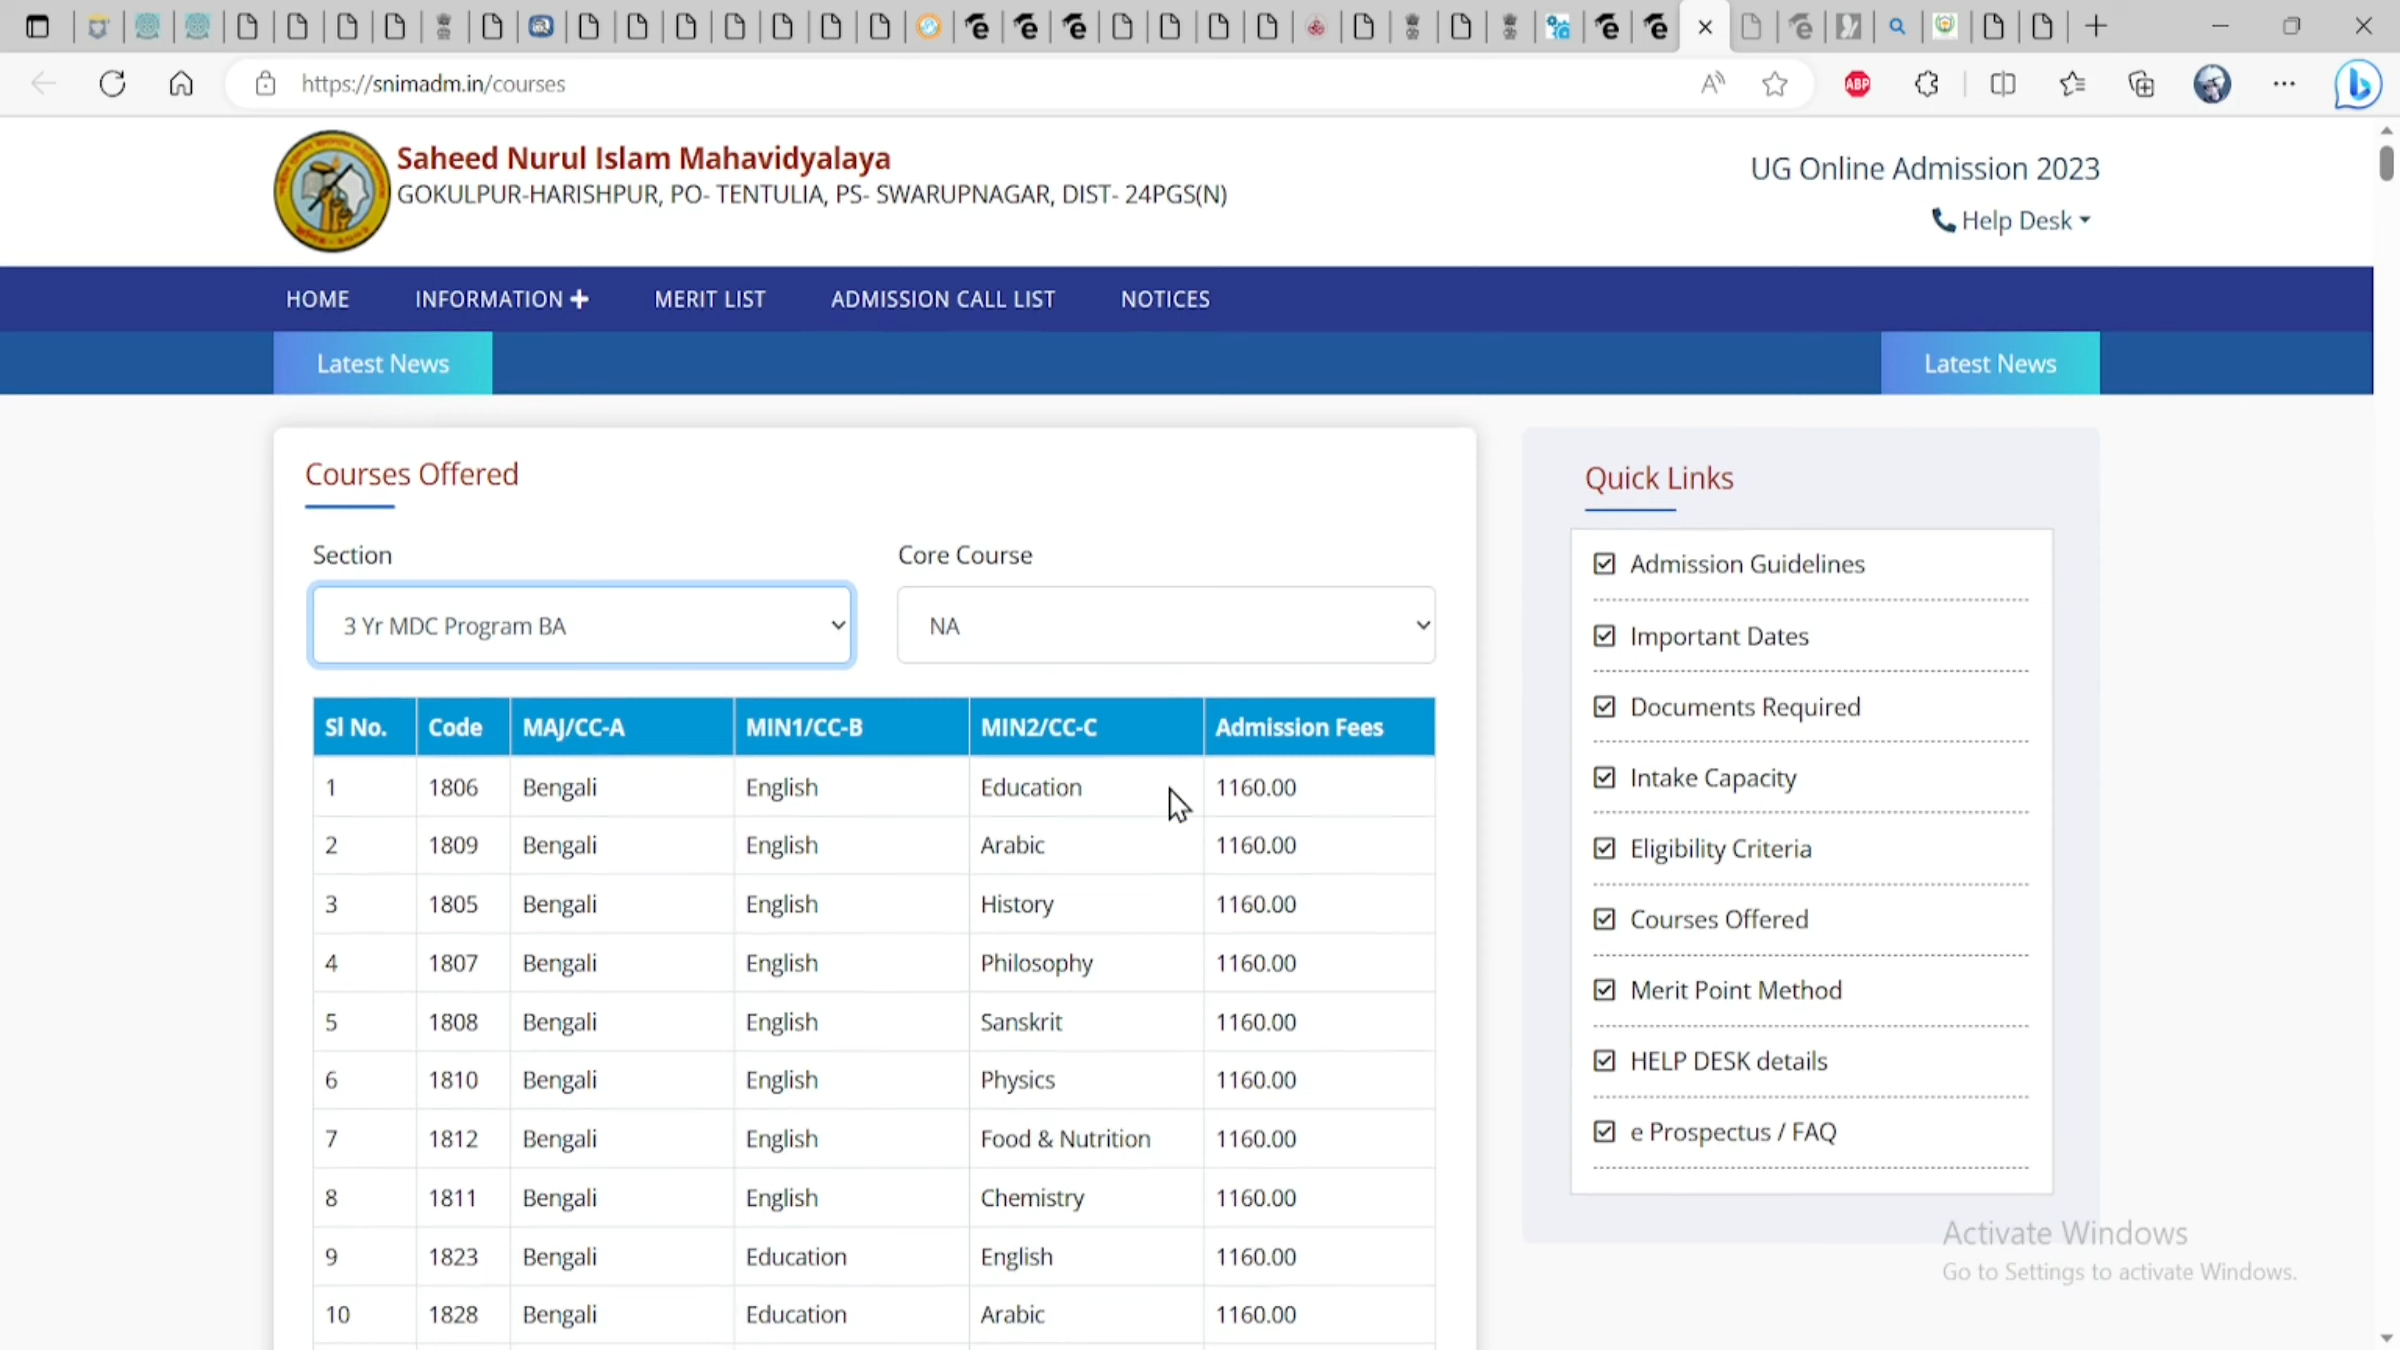 https://snimadm.in/courses
ABP
Saheed Nurul Islam Mahavidyalaya
GOKULPUR-HARISHPUR, PO- TENTULIA, PS- SWARUPNAGAR, DIST- 24PGS(N)
UG Online Admission 2023
Help Desk
HOME INFORMATION MERIT LIST ADMISSION CALL LIST NOTICES
Latest News Latest News
Courses Offered
Section Core Course
3 Yr MDC Program BA NA
Sl No. Code MAJ/CC-A MIN1/CC-B MIN2/CC-C Admission Fees
1 1806 Bengali English Education 1160.00
2 1809 Bengali English Arabic 1160.00
3 1805 Bengali English History 1160.00
4 1807 Bengali English Philosophy 1160.00
5 1808 Bengali English Sanskrit 1160.00
6 1810 Bengali English Physics 1160.00
7 1812 Bengali English Food & Nutrition 1160.00
8 1811 Bengali English Chemistry 1160.00
9 1823 Bengali Education English 1160.00
10 1828 Bengali Education Arabic 1160.00
Quick Links
Admission Guidelines
Important Dates
Documents Required
Intake Capacity
Eligibility Criteria
Courses Offered
Merit Point Method
HELP DESK details
e Prospectus / FAQ
Activate Windows
Go to Settings to activate Windows.